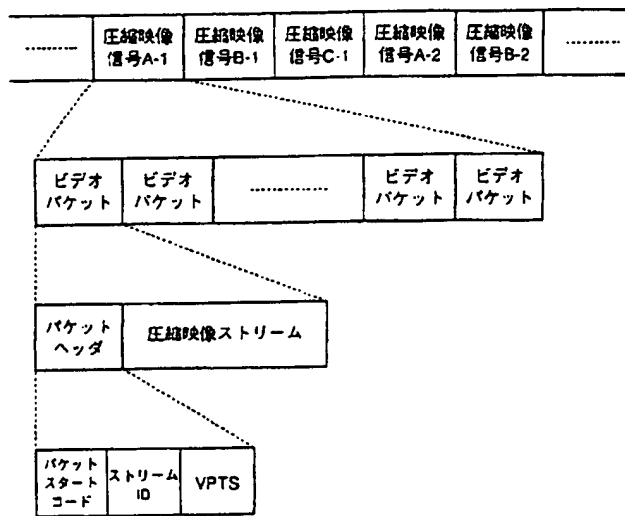 圧縮映像
信号A-1
圧縮映像
信号B-1
圧縮映像
信号C-1
圧縮映像
信号A-2
圧縮映像
信号B-2
ビデオ
パケット
ビデオ
パケット
ビデオ
パケット
ビデオ
パケット
パケット
ヘッダ
圧縮映像ストリーム
パケット
スタート
コード
ストリーム
ID
VPTS